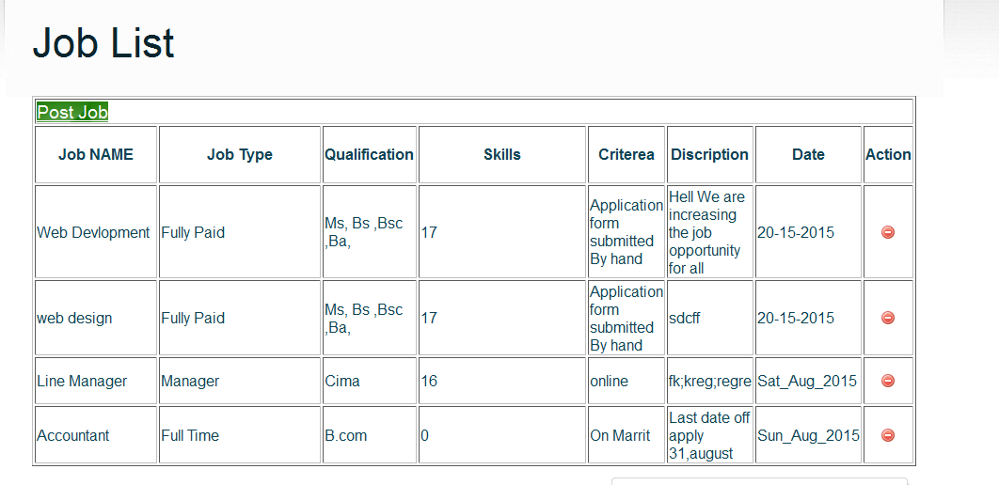 Job List
Post Job
Job NAME Job Type Qualification Skills Criterea Discription Date Action
Web Devlopment Fully Paid Ms, Bs ,Bsc ,Ba, 17 Application form submitted By hand Hell We are increasing the job opportunity for all 20-15-2015
web design Fully Paid Ms, Bs ,Bsc ,Ba, 17 Application form submitted By hand sdcff 20-15-2015
Line Manager Manager Cima 16 online fk;kreg;regre Sat_Aug_2015
Accountant Full Time B.com 0 On Marrit Last date off apply 31,august Sun_Aug_2015